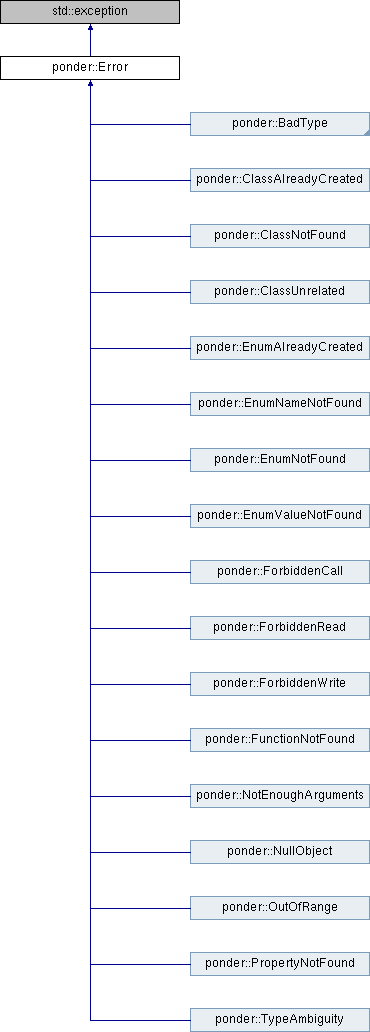 std::exception
ponder::Error
ponder::BadType
ponder::ClassAlreadyCreated
ponder::ClassNotFound
ponder::ClassUnrelated
ponder::EnumAlreadyCreated
ponder::EnumNameNotFound
ponder::EnumNotFound
ponder::EnumValueNotFound
ponder::ForbiddenCall
ponder::ForbiddenRead
ponder::ForbiddenWrite
ponder::FunctionNotFound
ponder::NotEnoughArguments
ponder::NullObject
ponder::OutOfRange
ponder::PropertyNotFound
ponder::TypeAmbiguity